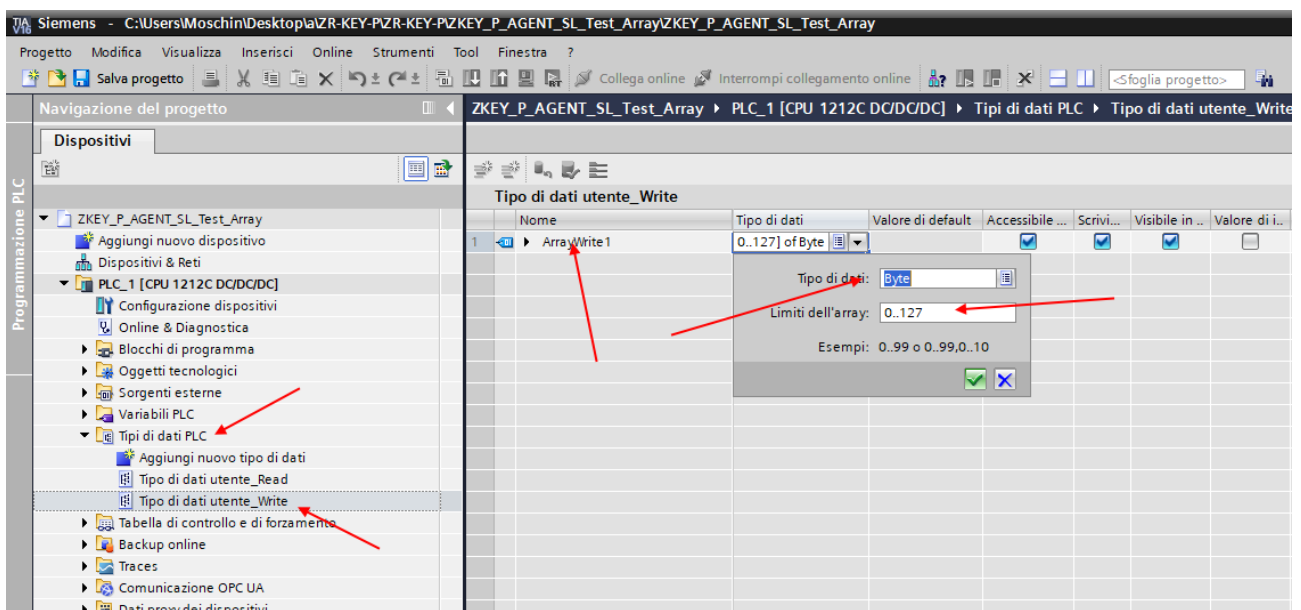 TIA V16 Siemens - C:\Users\Moschin\Desktop\a\ZR-KEY-P\ZR-KEY-P\ZKEY_P_AGENT_SL_Test_Array\ZKEY_P_AGENT_SL_Test_Array
Progetto Modifica Visualizza Inserisci Online Strumenti Tool Finestra ?
Salva progetto Collega online Interrompi collegamento online <Sfoglia progetto>
Navigazione del progetto
ZKEY_P_AGENT_SL_Test_Array PLC_1 [CPU 1212C DC/DC/DC] Tipi di dati PLC Tipo di dati utente_Write
Dispositivi
Programmazione PLC
ZKEY_P_AGENT_SL_Test_Array
Aggiungi nuovo dispositivo
Dispositivi & Reti
PLC_1 [CPU 1212C DC/DC/DC]
Configurazione dispositivi
Online & Diagnostica
Blocchi di programma
Oggetti tecnologici
Sorgenti esterne
Variabili PLC
Tipi di dati PLC
Aggiungi nuovo tipo di dati
Tipo di dati utente_Read
Tipo di dati utente_Write
Tabella di controllo e di forzamento
Backup online
Traces
Comunicazione OPC UA
Dati proxy dei dispositivi
Tipo di dati utente_Write
Nome Tipo di dati Valore di default Accessibile ... Scrivi... Visibile in .. Valore di i..
1 ArrayWrite1 0..127] of Byte
Tipo di dati: Byte
Limiti dell'array: 0..127
Esempi: 0..99 o 0..99,0..10